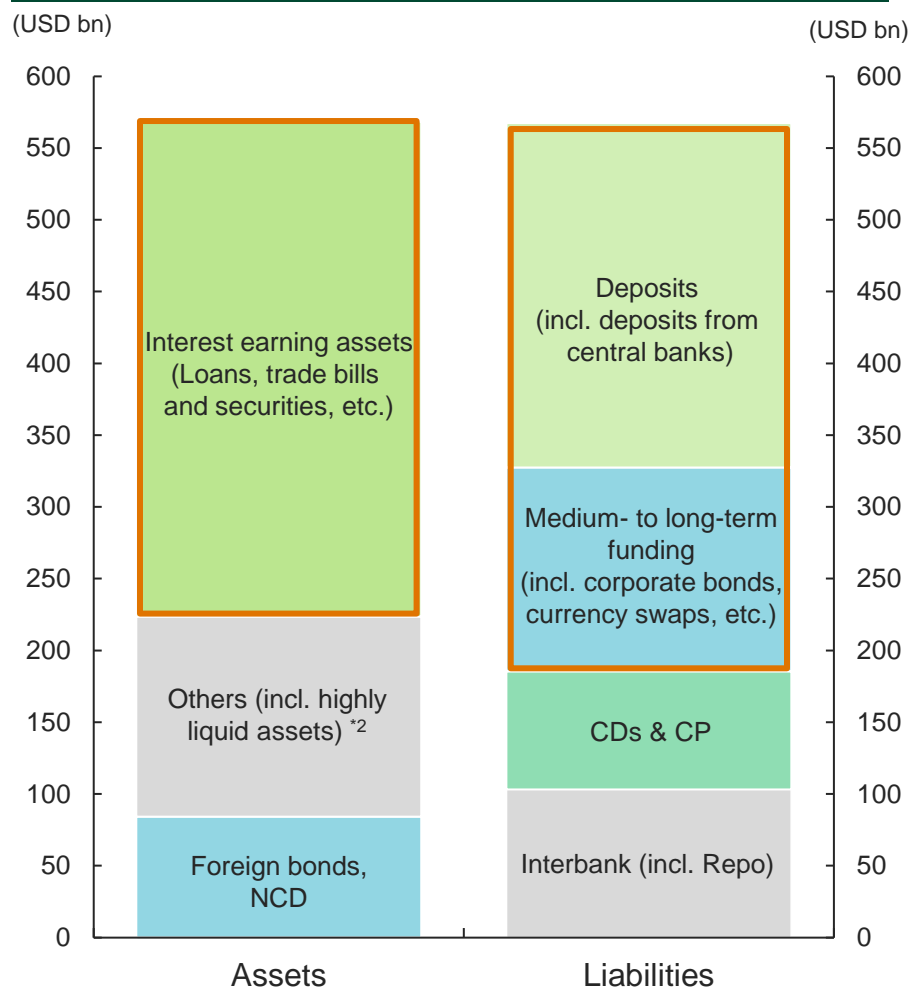 (USD bn)
(USD bn)
600
550
500
450
400
350
300
250
200
150
100
50
0
Interest earning assets
(Loans, trade bills
and securities, etc.)
Others (incl. highly
liquid assets) *2
Foreign bonds,
NCD
Deposits
(incl. deposits from
central banks)
Medium- to long-term
funding
(incl. corporate bonds,
currency swaps, etc.)
CDs & CP
Interbank (incl. Repo)
600
550
500
450
400
350
300
250
200
150
100
50
0
Assets
Liabilities